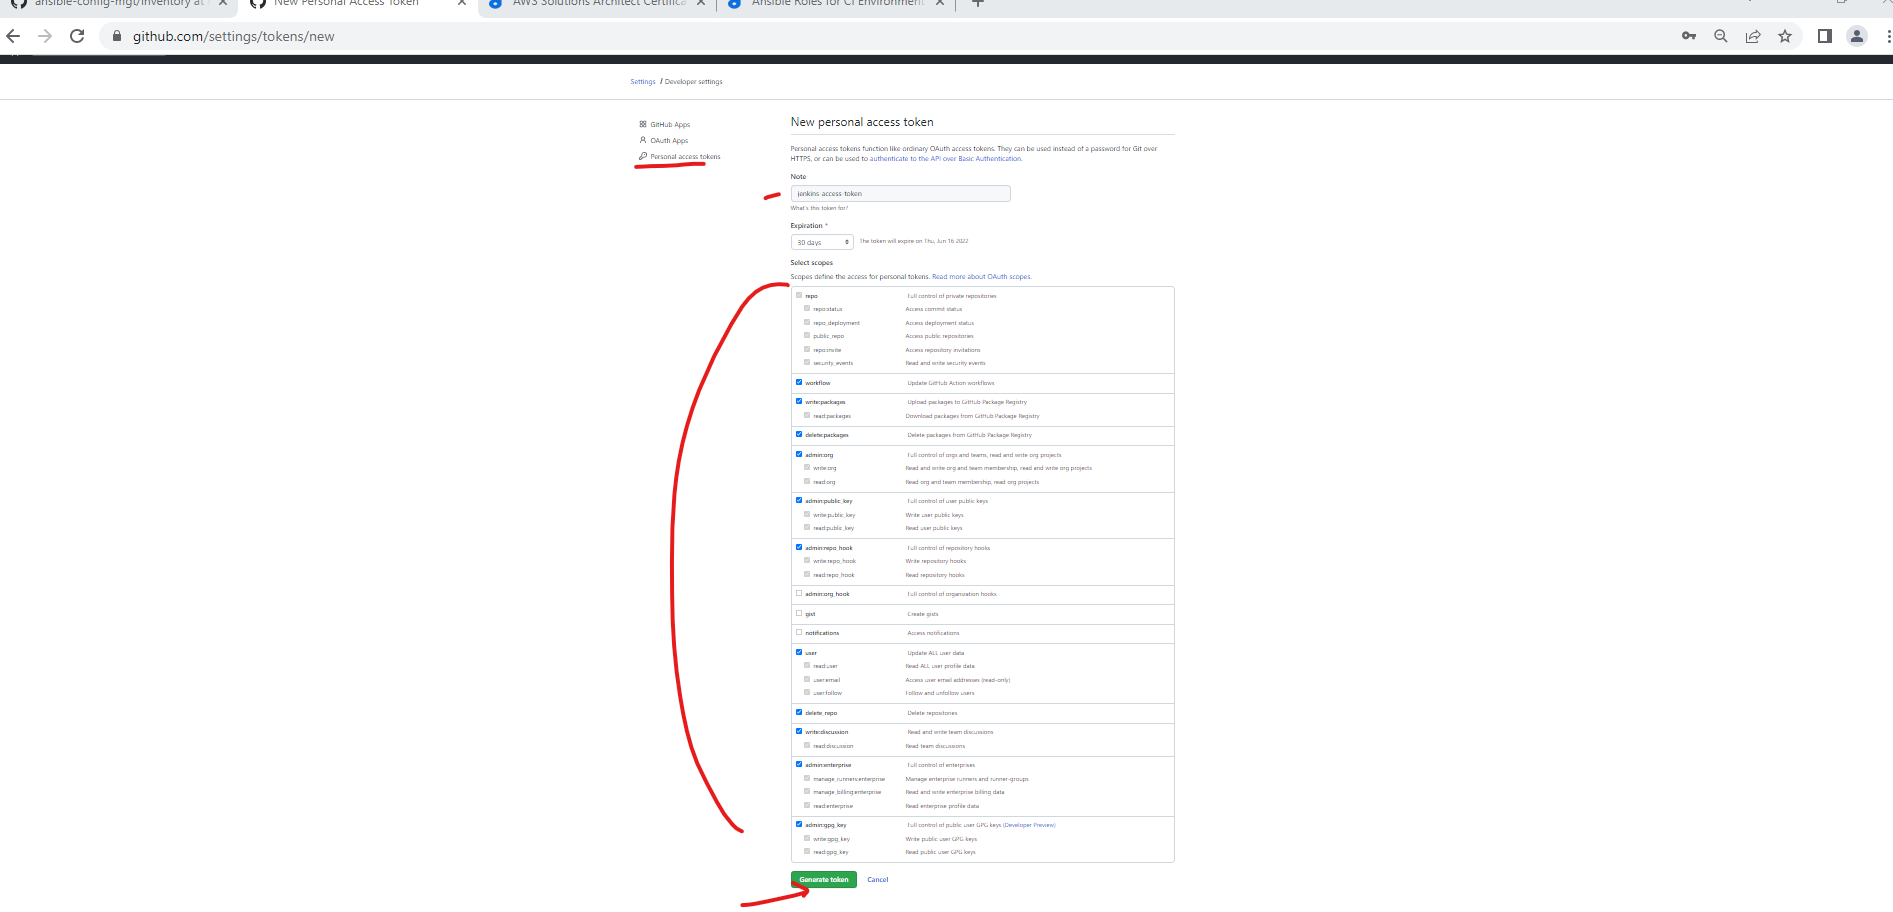 ansible-config-mgt/inventory at
New Personal Access Token
AWS Solutions Architect Certifica
Ansible Roles for CI Environment
github.com/settings/tokens/new
Settings / Developer settings
GitHub Apps
OAuth Apps
Personal access tokens
New personal access token
Personal access tokens function like ordinary OAuth access tokens. They can be used instead of a password for Git over
HTTPS, or can be used to authenticate to the API over Basic Authentication.
Note
jenkins-access-token
What's this token for?
Expiration *
30 days The token will expire on Thu, Jun 16 2022
Select scopes
Scopes define the access for personal tokens. Read more about OAuth scopes.
repo Full control of private repositories
repo:status Access commit status
repo_deployment Access deployment status
public_repo Access public repositories
repo:invite Access repository invitations
security_events Read and write security events
workflow Update GitHub Action workflows
write:packages Upload packages to GitHub Package Registry
read:packages Download packages from GitHub Package Registry
delete:packages Delete packages from GitHub Package Registry
admin:org Full control of orgs and teams, read and write org projects
write:org Read and write org and team membership, read and write org projects
read:org Read org and team membership, read org projects
admin:public_key Full control of user public keys
write:public_key Write user public keys
read:public_key Read user public keys
admin:repo_hook Full control of repository hooks
write:repo_hook Write repository hooks
read:repo_hook Read repository hooks
admin:org_hook Full control of organization hooks
gist Create gists
notifications Access notifications
user Update ALL user data
read:user Read ALL user profile data
user:email Access user email addresses (read-only)
user:follow Follow and unfollow users
delete_repo Delete repositories
write:discussion Read and write team discussions
read:discussion Read team discussions
admin:enterprise Full control of enterprises
manage_runners:enterprise Manage enterprise runners and runner-groups
manage_billing:enterprise Read and write enterprise billing data
read:enterprise Read enterprise profile data
admin:gpg_key Full control of public user GPG keys (Developer Preview)
write:gpg_key Write public user GPG keys
read:gpg_key Read public user GPG keys
Generate token Cancel